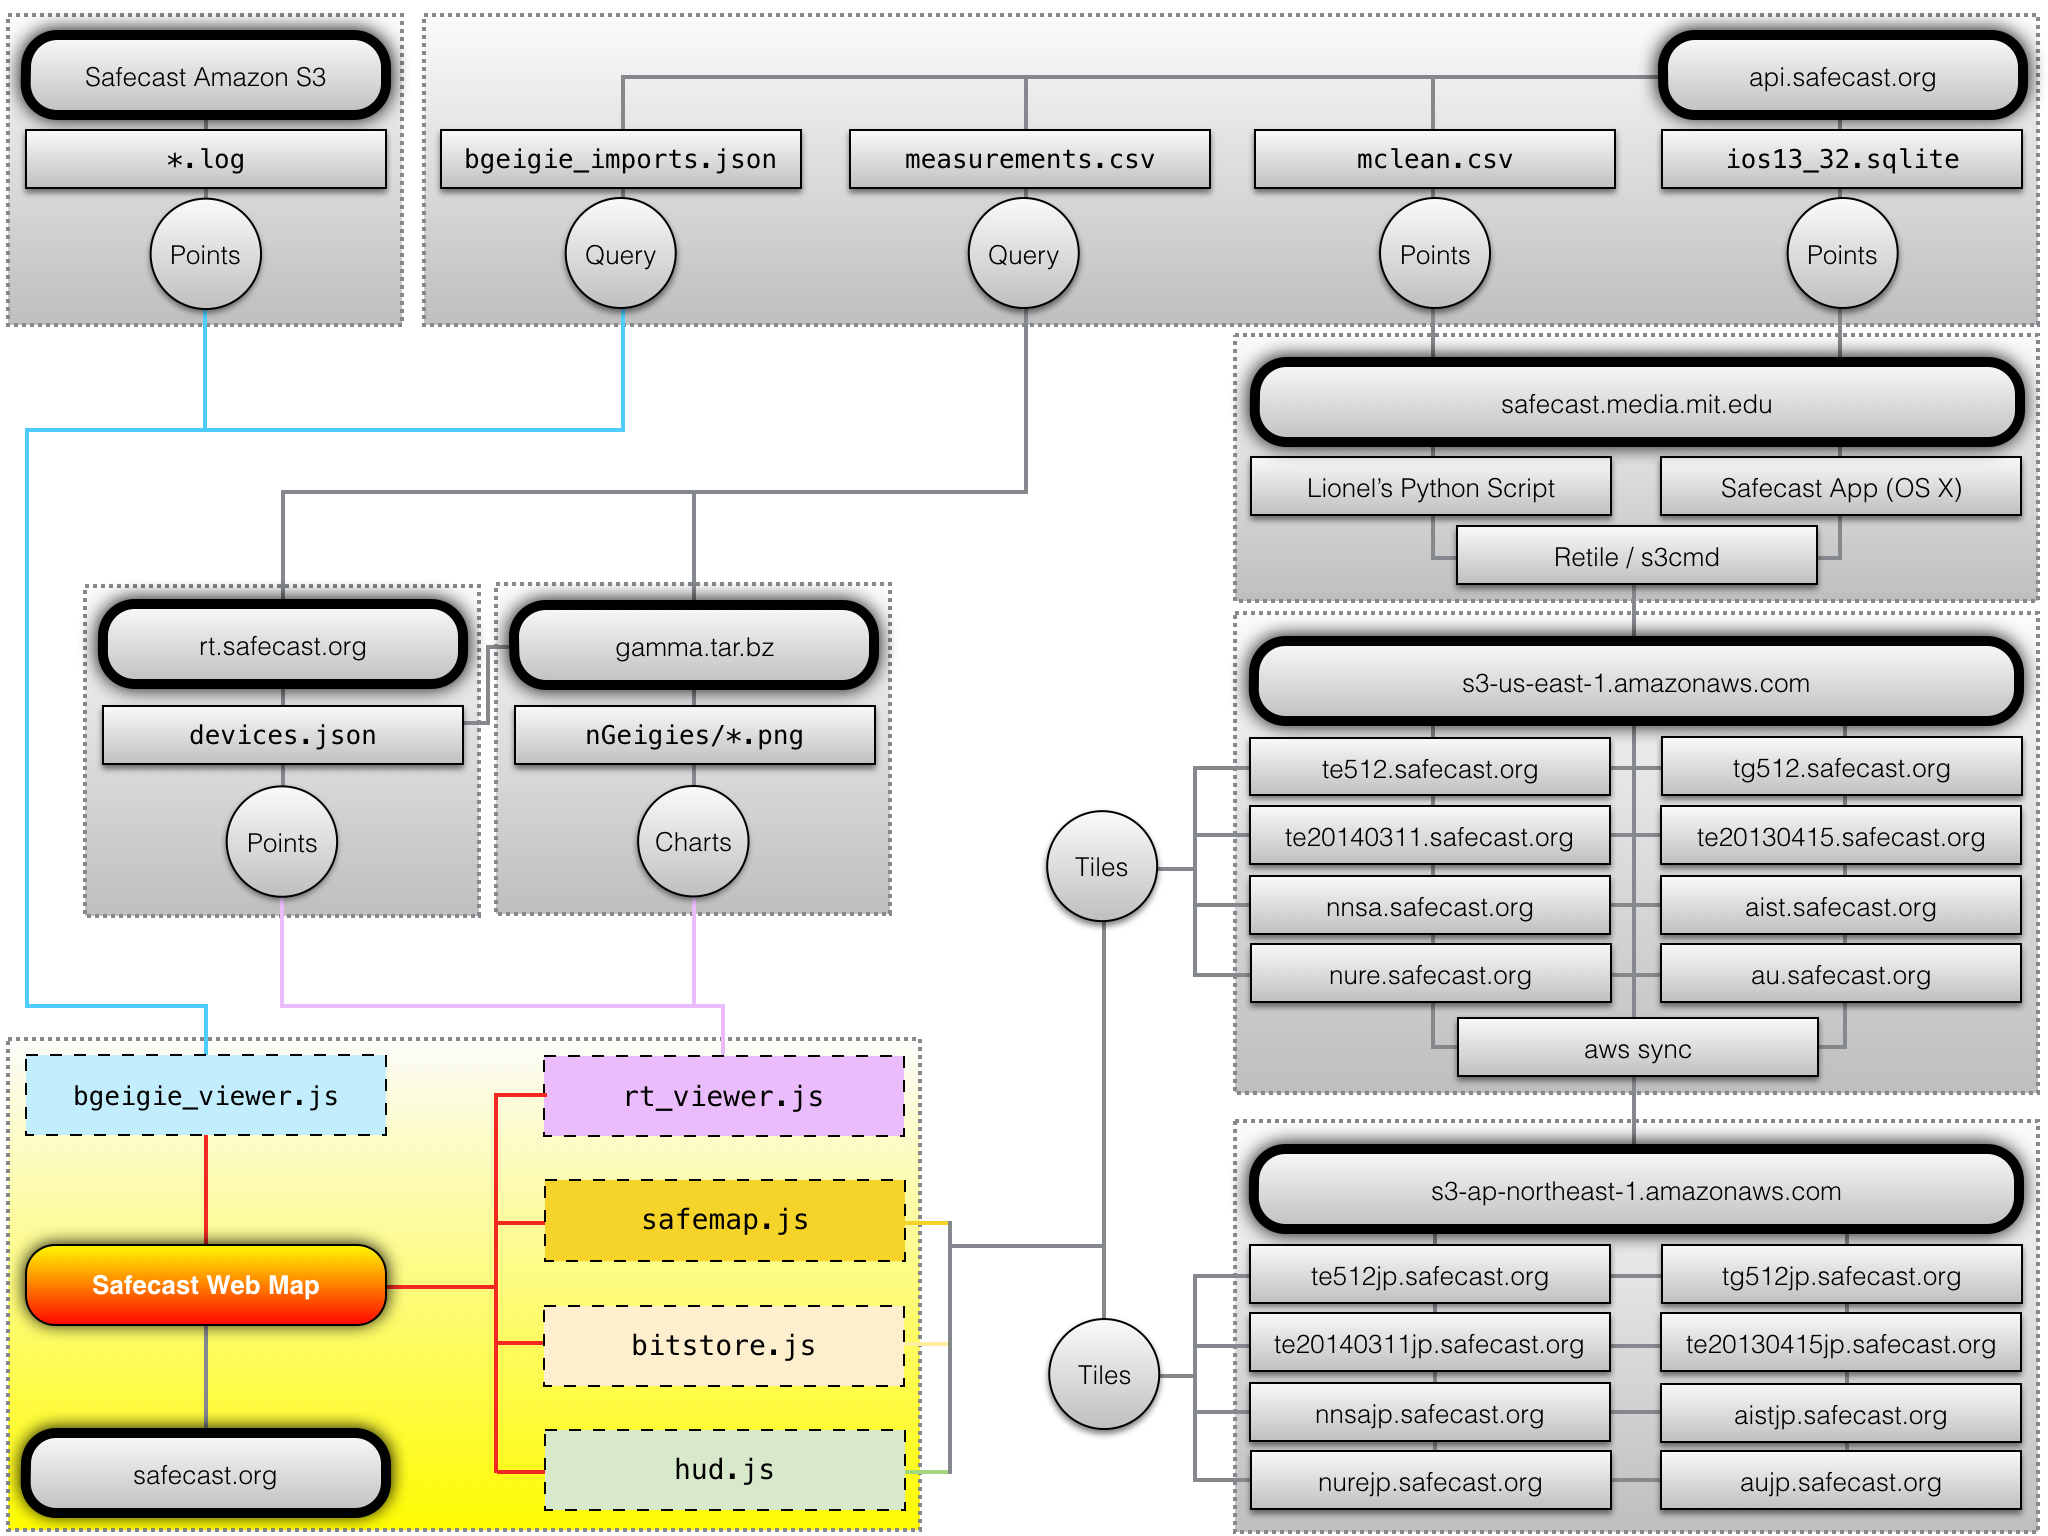 Safecast Amazon S3
*.log
Points
api.safecast.org
bgeigie_imports.json
measurements.csv
mclean.csv
ios13_32.sqlite
Query
Query
Points
Points
safecast.media.mit.edu
Lionel’s Python Script
Safecast App (OS X)
Retile / s3cmd
rt.safecast.org
devices.json
Points
gamma.tar.bz
nGeigies/*.png
Charts
s3-us-east-1.amazonaws.com
te512.safecast.org
tg512.safecast.org
te20140311.safecast.org
te20130415.safecast.org
nnsa.safecast.org
aist.safecast.org
nure.safecast.org
au.safecast.org
aws sync
Tiles
bgeigie_viewer.js
rt_viewer.js
safemap.js
Safecast Web Map
bitstore.js
hud.js
safecast.org
Tiles
s3-ap-northeast-1.amazonaws.com
te512jp.safecast.org
tg512jp.safecast.org
te20140311jp.safecast.org
te20130415jp.safecast.org
nnsajp.safecast.org
aistjp.safecast.org
nurejp.safecast.org
aujp.safecast.org